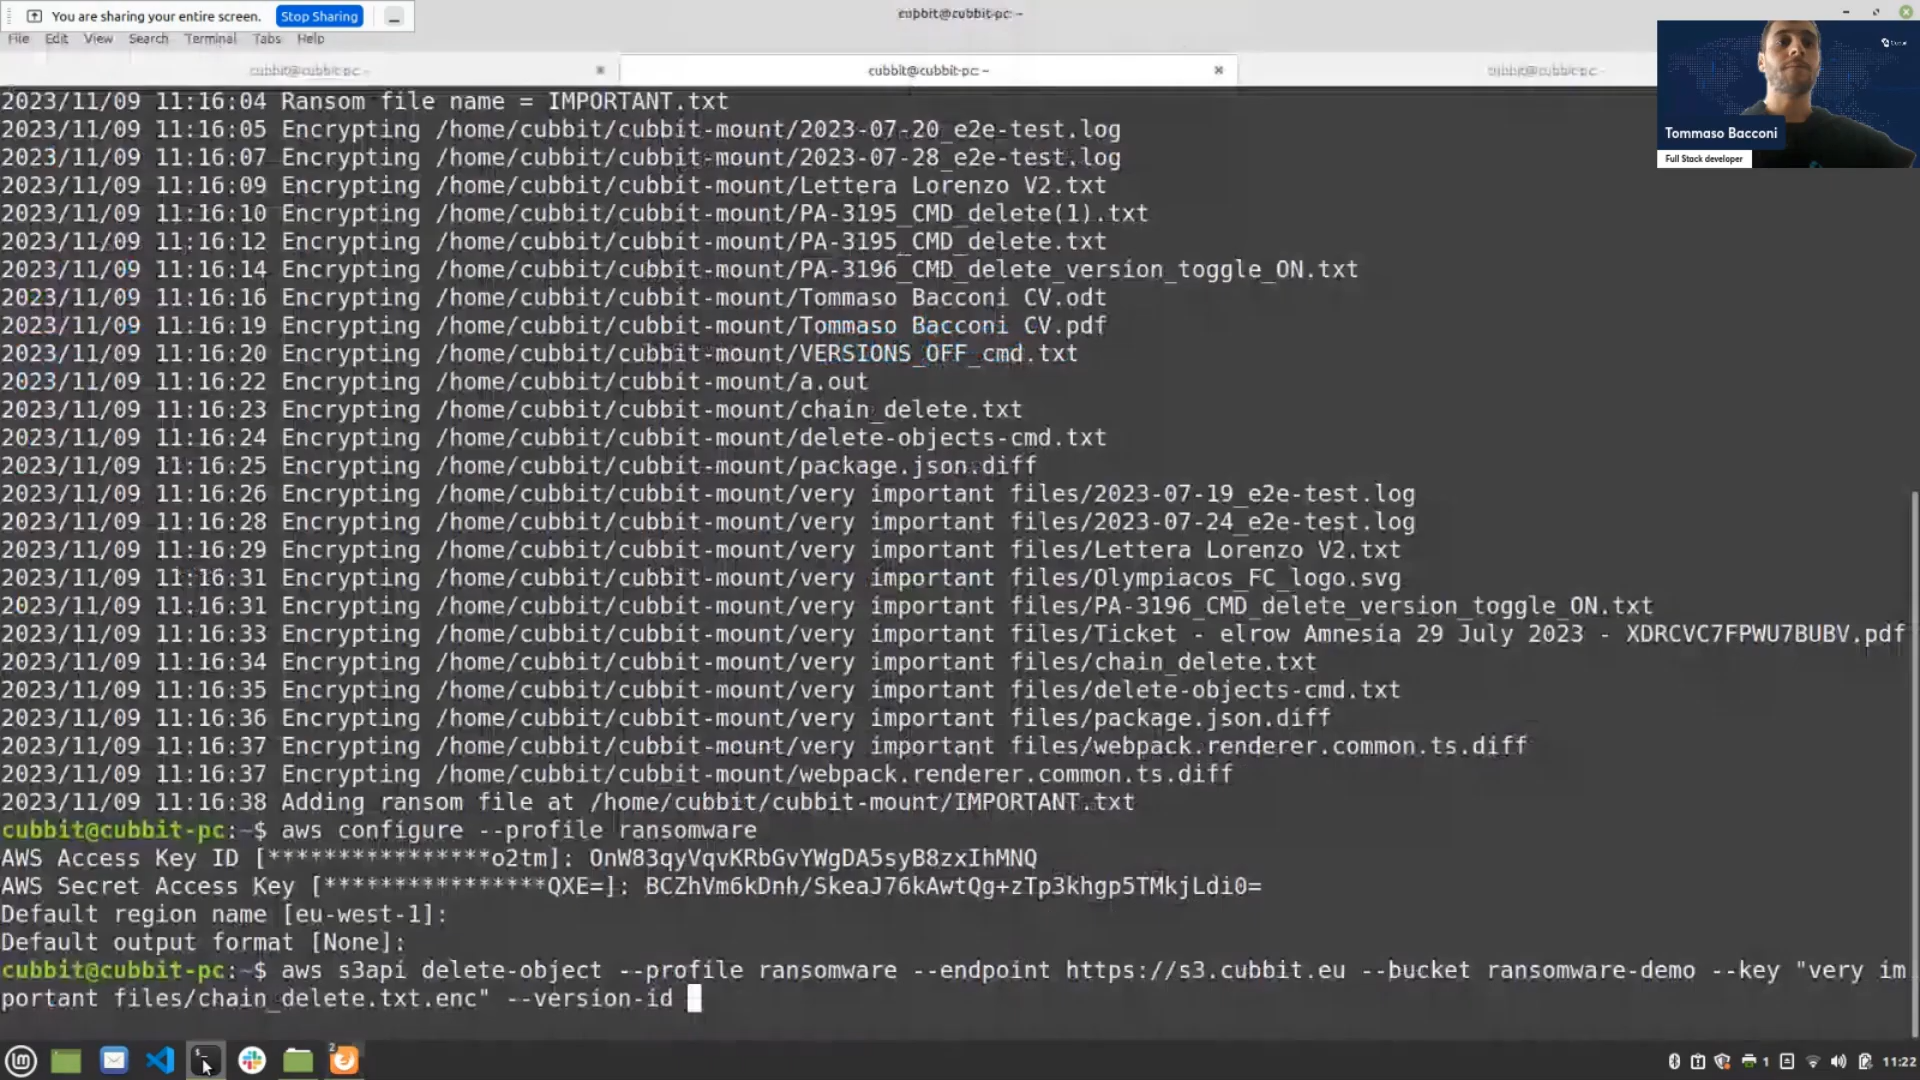 You are sharing your entire screen. Stop Sharing
cubbit@cubbit-pc: ~
File Edit View Search Terminal Tabs Help
cubbit@cubbit-pc: ~
cubbit@cubbit-pc: ~
cubbit@cubbit-pc: ~
2023/11/09 11:16:04 Ransom file name = IMPORTANT.txt
2023/11/09 11:16:05 Encrypting /home/cubbit/cubbit-mount/2023-07-20_e2e-test.log
2023/11/09 11:16:07 Encrypting /home/cubbit/cubbit-mount/2023-07-28_e2e-test.log
2023/11/09 11:16:09 Encrypting /home/cubbit/cubbit-mount/Lettera Lorenzo V2.txt
2023/11/09 11:16:10 Encrypting /home/cubbit/cubbit-mount/PA-3195_CMD_delete(1).txt
2023/11/09 11:16:12 Encrypting /home/cubbit/cubbit-mount/PA-3195_CMD_delete.txt
2023/11/09 11:16:14 Encrypting /home/cubbit/cubbit-mount/PA-3196_CMD_delete_version_toggle_ON.txt
2023/11/09 11:16:16 Encrypting /home/cubbit/cubbit-mount/Tommaso Bacconi CV.odt
2023/11/09 11:16:19 Encrypting /home/cubbit/cubbit-mount/Tommaso Bacconi CV.pdf
2023/11/09 11:16:20 Encrypting /home/cubbit/cubbit-mount/VERSIONS_OFF_cmd.txt
2023/11/09 11:16:22 Encrypting /home/cubbit/cubbit-mount/a.out
2023/11/09 11:16:23 Encrypting /home/cubbit/cubbit-mount/chain_delete.txt
2023/11/09 11:16:24 Encrypting /home/cubbit/cubbit-mount/delete-objects-cmd.txt
2023/11/09 11:16:25 Encrypting /home/cubbit/cubbit-mount/package.json.diff
2023/11/09 11:16:26 Encrypting /home/cubbit/cubbit-mount/very important files/2023-07-19_e2e-test.log
2023/11/09 11:16:28 Encrypting /home/cubbit/cubbit-mount/very important files/2023-07-24_e2e-test.log
2023/11/09 11:16:29 Encrypting /home/cubbit/cubbit-mount/very important files/Lettera Lorenzo V2.txt
2023/11/09 11:16:31 Encrypting /home/cubbit/cubbit-mount/very important files/Olympiacos_FC_logo.svg
2023/11/09 11:16:31 Encrypting /home/cubbit/cubbit-mount/very important files/PA-3196_CMD_delete_version_toggle_ON.txt
2023/11/09 11:16:33 Encrypting /home/cubbit/cubbit-mount/very important files/Ticket - elrow Amnesia 29 July 2023 - XDRCVC7FPWU7BUBV.pdf
2023/11/09 11:16:34 Encrypting /home/cubbit/cubbit-mount/very important files/chain_delete.txt
2023/11/09 11:16:35 Encrypting /home/cubbit/cubbit-mount/very important files/delete-objects-cmd.txt
2023/11/09 11:16:36 Encrypting /home/cubbit/cubbit-mount/very important files/package.json.diff
2023/11/09 11:16:37 Encrypting /home/cubbit/cubbit-mount/very important files/webpack.renderer.common.ts.diff
2023/11/09 11:16:37 Encrypting /home/cubbit/cubbit-mount/webpack.renderer.common.ts.diff
2023/11/09 11:16:38 Adding ransom file at /home/cubbit/cubbit-mount/IMPORTANT.txt
cubbit@cubbit-pc:~$ aws configure --profile ransomware
AWS Access Key ID [****************o2tm]: OnW83qyVqvKRbGvYWgDA5syB8zxIhMNQ
AWS Secret Access Key [****************QXE=]: BCZhVm6kDnh/SkeaJ76kAwtQg+zTp3khgp5TMkjLdi0=
Default region name [eu-west-1]:
Default output format [None]:
cubbit@cubbit-pc:~$ aws s3api delete-object --profile ransomware --endpoint https://s3.cubbit.eu --bucket ransomware-demo --key "very im
portant files/chain_delete.txt.enc" --version-id
Tommaso Bacconi
Full Stack developer
2
1
11:22